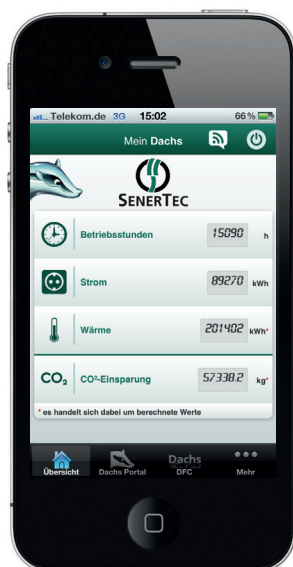 Telekom.de 3G 15:02 66 %
Mein Dachs
SENERTEC
Betriebsstunden 15090 h
Strom 89270 kWh
Wärme 201402 kWh*
CO₂ CO²-Einsparung 57338.2 kg*
* es handelt sich dabei um berechnete Werte
Dachs
Übersicht Dachs Portal DFC Mehr